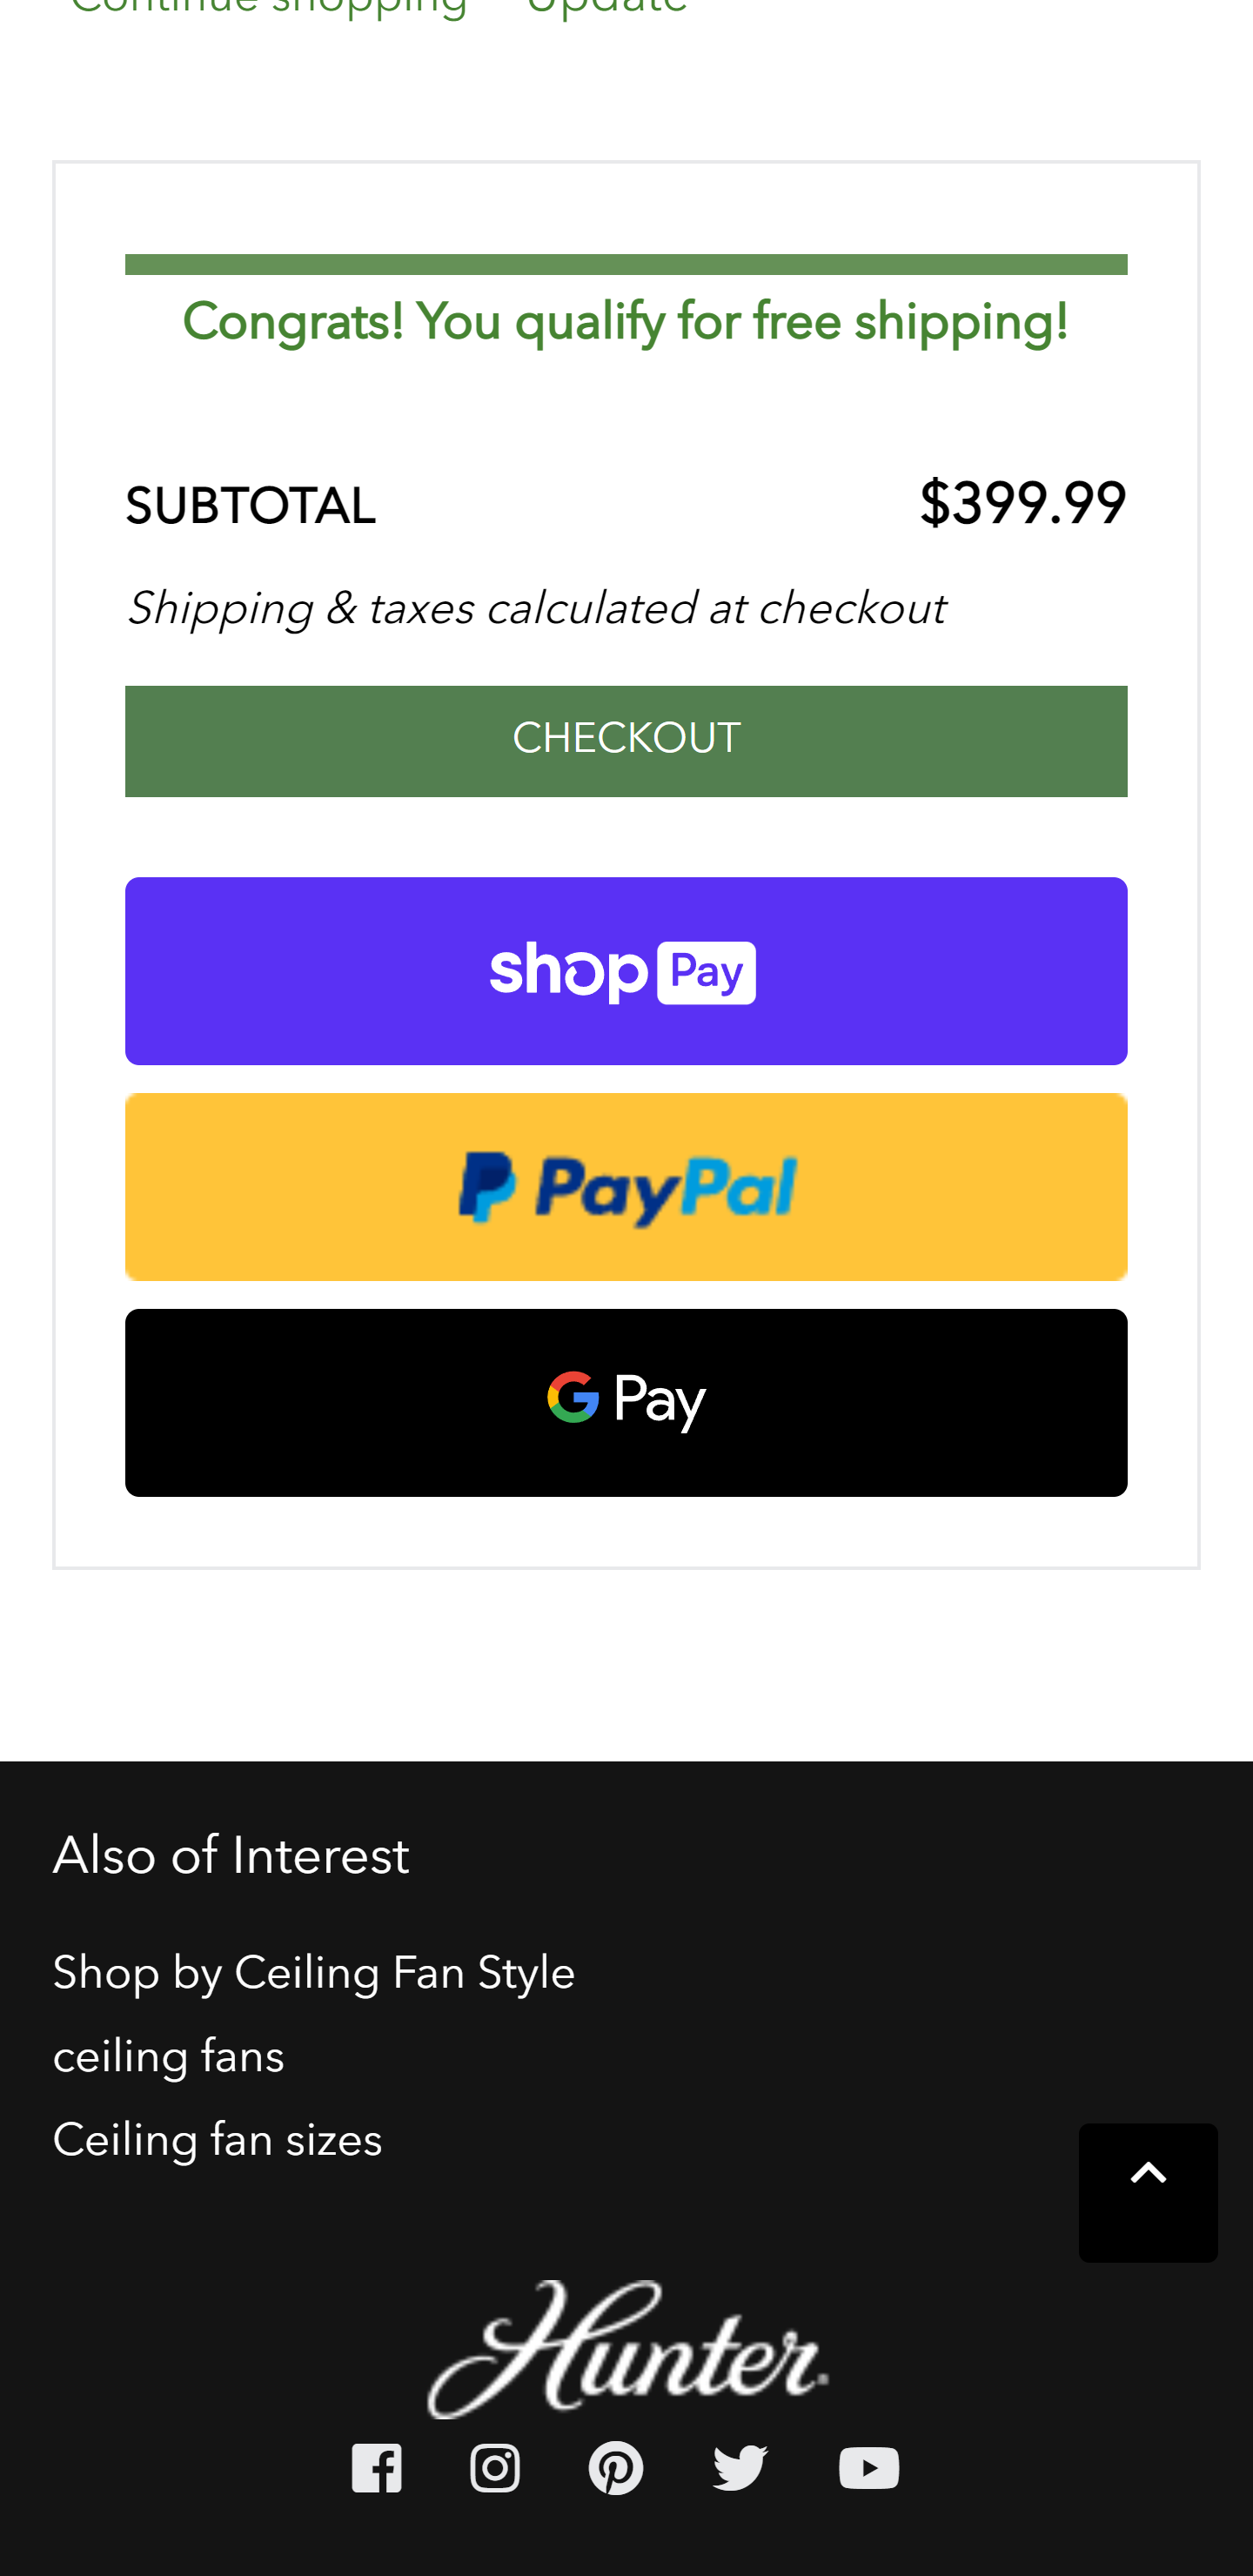 Continue shopping Update
Congrats! You qualify for free shipping!
SUBTOTAL $399.99
Shipping & taxes calculated at checkout
CHECKOUT
shop Pay
PayPal
G Pay
Also of Interest
Shop by Ceiling Fan Style
ceiling fans
Ceiling fan sizes
Hunter